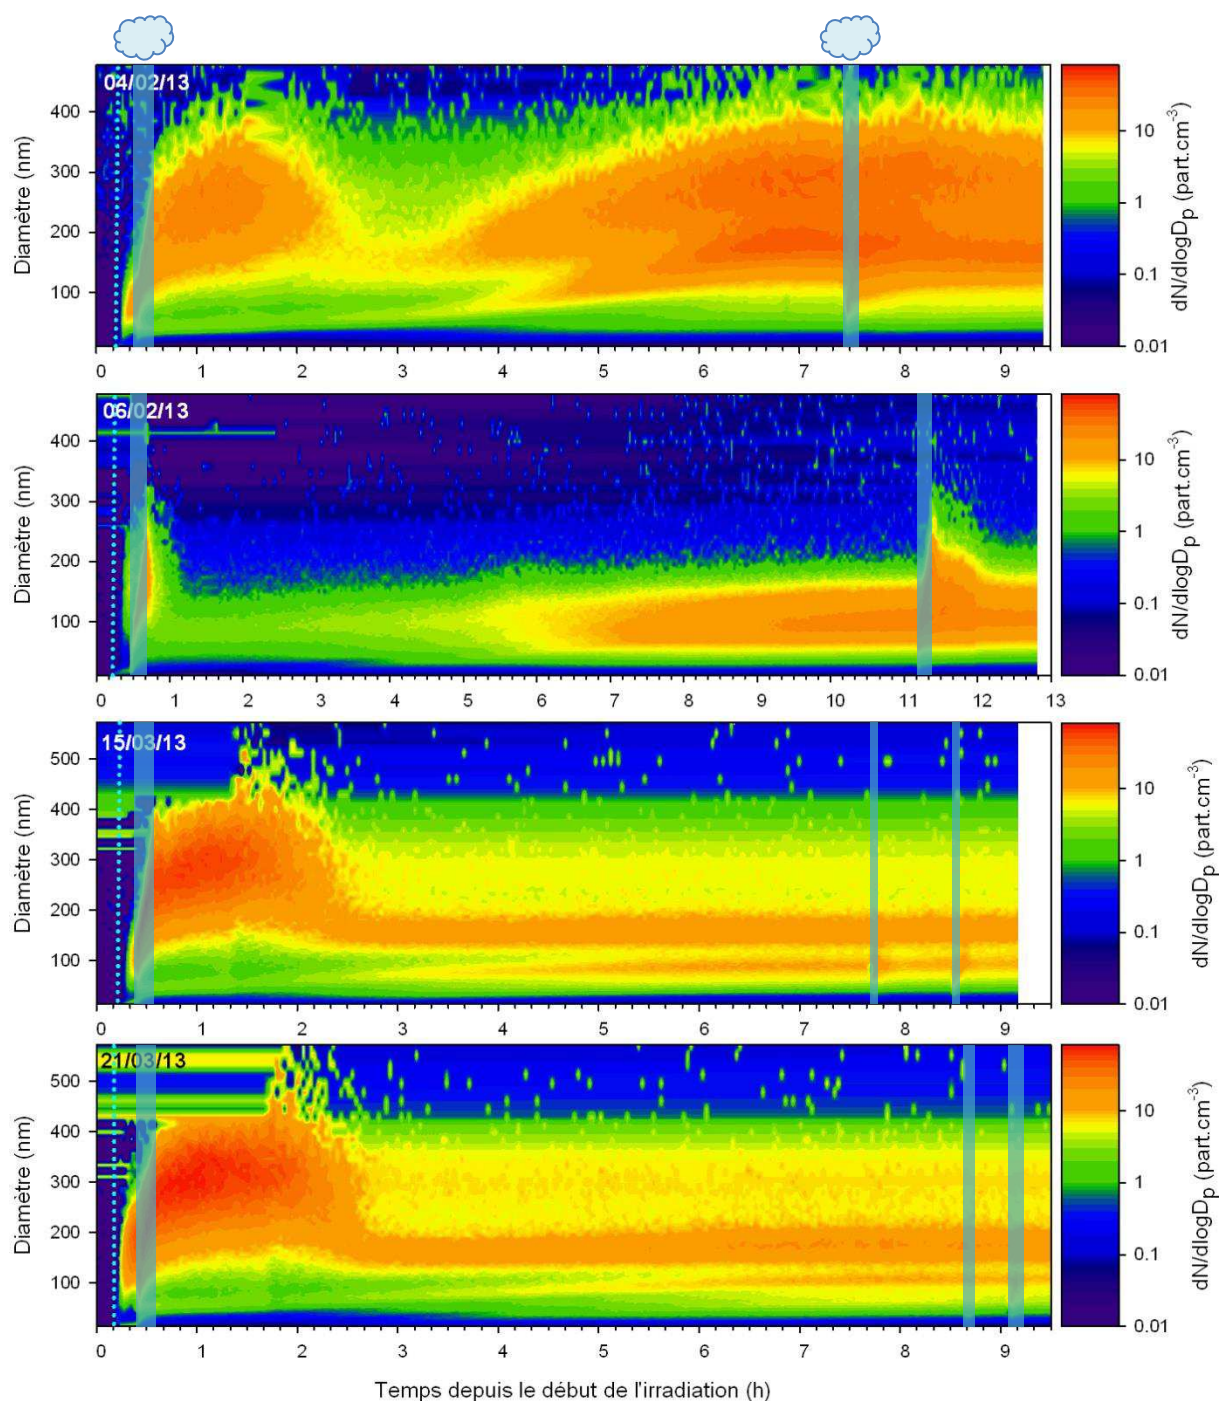 04/02/13
Diamètre (nm)
400
300
200
100
0 1 2 3 4 5 6 7 8 9
10
1
0.1
0.01
dN/dlogDp (part.cm-3)
06/02/13
Diamètre (nm)
400
300
200
100
0 1 2 3 4 5 6 7 8 9 10 11 12 13
10
1
0.1
0.01
dN/dlogDp (part.cm-3)
15/03/13
Diamètre (nm)
500
400
300
200
100
0 1 2 3 4 5 6 7 8 9
10
1
0.1
0.01
dN/dlogDp (part.cm-3)
21/03/13
Diamètre (nm)
500
400
300
200
100
0 1 2 3 4 5 6 7 8 9
10
1
0.1
0.01
dN/dlogDp (part.cm-3)
Temps depuis le début de l'irradiation (h)